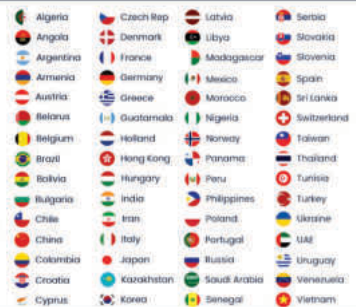 Algeria
Angola
Argentina
Armenia
Austria
Belarus
Belgium
Brazil
Bolivia
Bulgaria
Chile
China
Colombia
Croatia
Cyprus
Czech Rep
Denmark
France
Germany
Greece
Guatamala
Holland
Hong Kong
Hungary
India
Iran
Italy
Japan
Kazakhstan
Korea
Latvia
Libya
Madagascar
Mexico
Morocco
Nigeria
Norway
Panama
Peru
Philippines
Poland
Portugal
Russia
Saudi Arabia
Senegal
Serbia
Slovakia
Slovenia
Spain
Sri Lanka
Switzerland
Taiwan
Thailand
Tunisia
Turkey
Ukraine
UAE
Uruguay
Venezuela
Vietnam